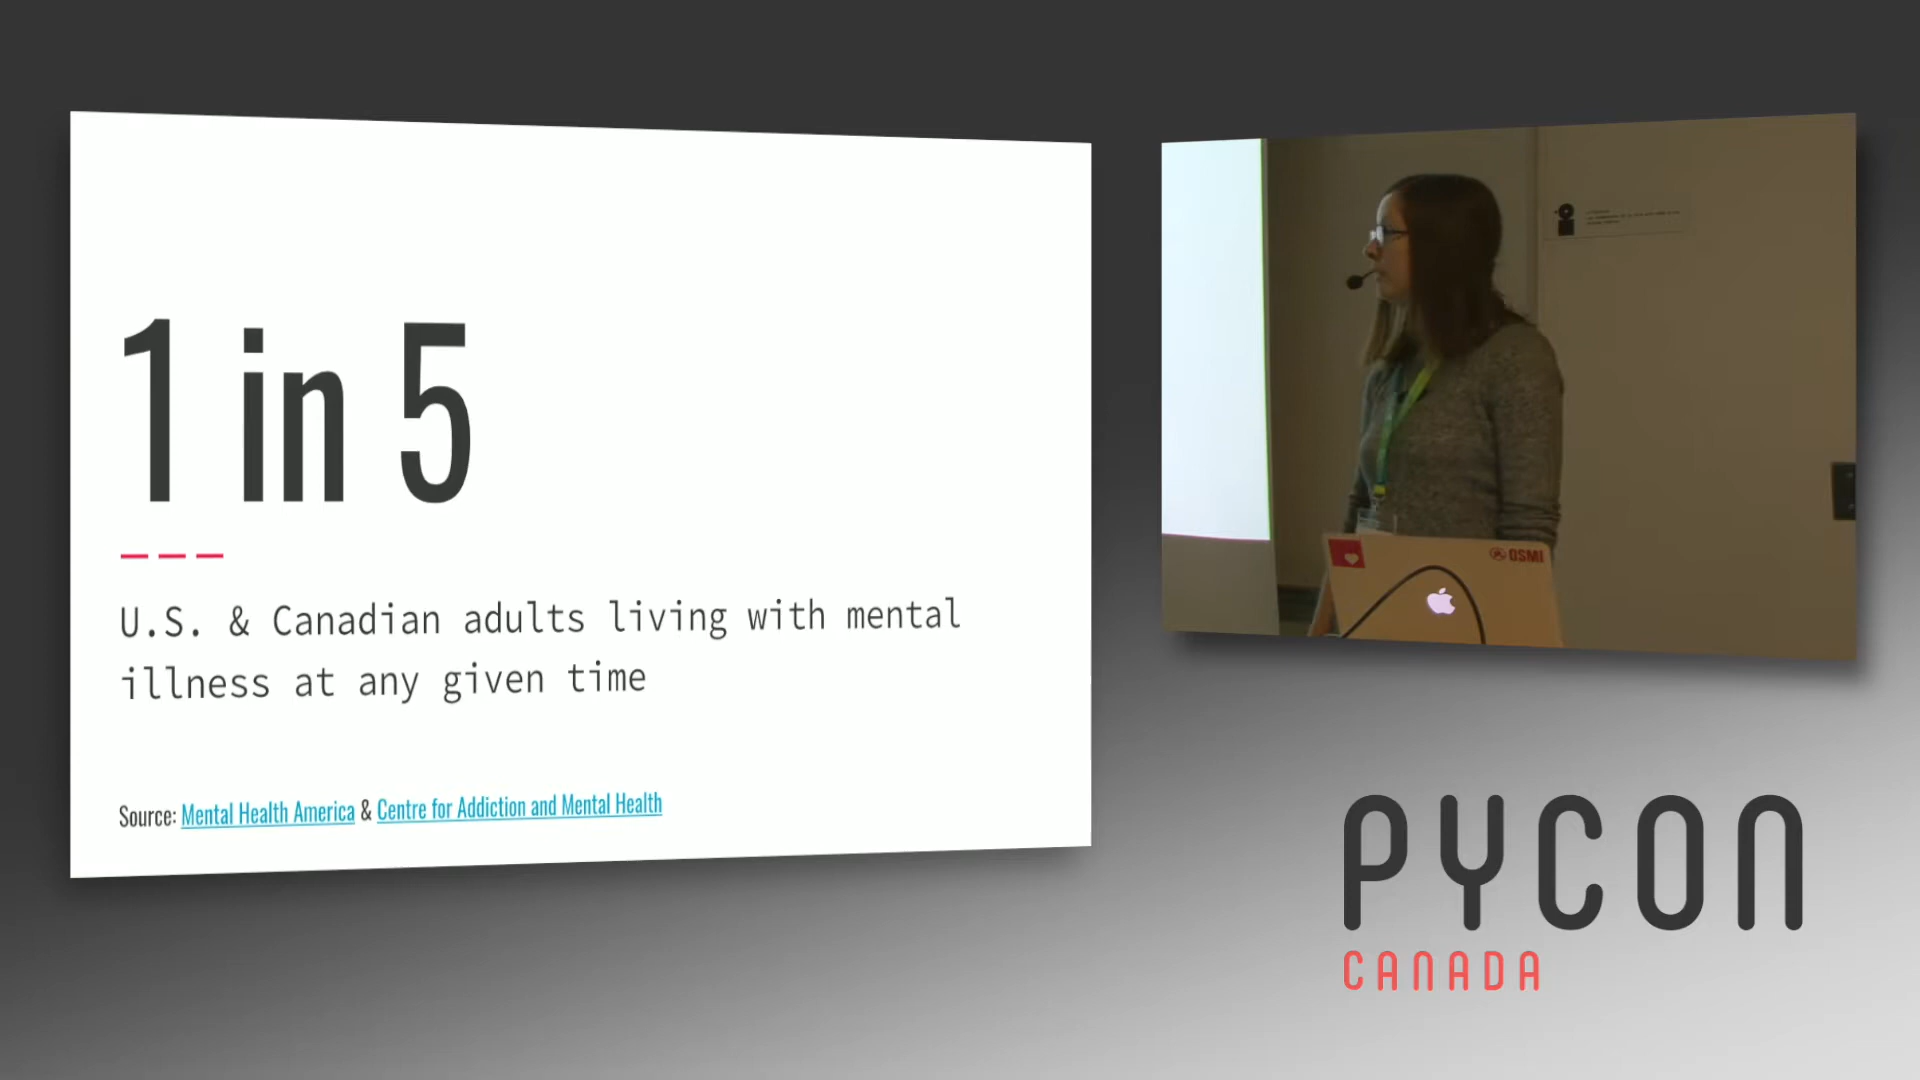 1 in 5
U.S. & Canadian adults living with mental
illness at any given time
Source: Mental Health America & Centre for Addiction and Mental Health
OSMI
PYCON
CANADA